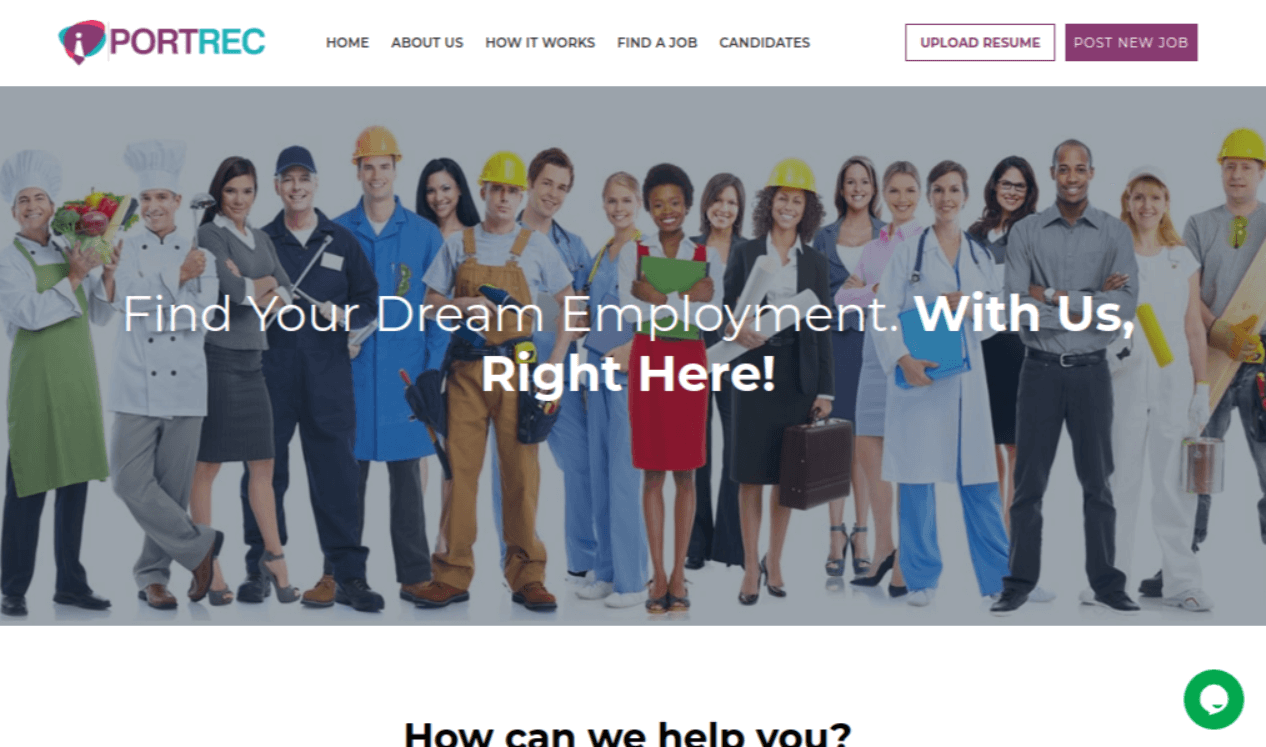 PORTREC
HOME ABOUT US HOW IT WORKS FIND A JOB CANDIDATES UPLOAD RESUME POST NEW JOB
Find Your Dream Employment. With Us,
Right Here!
How can we help you?